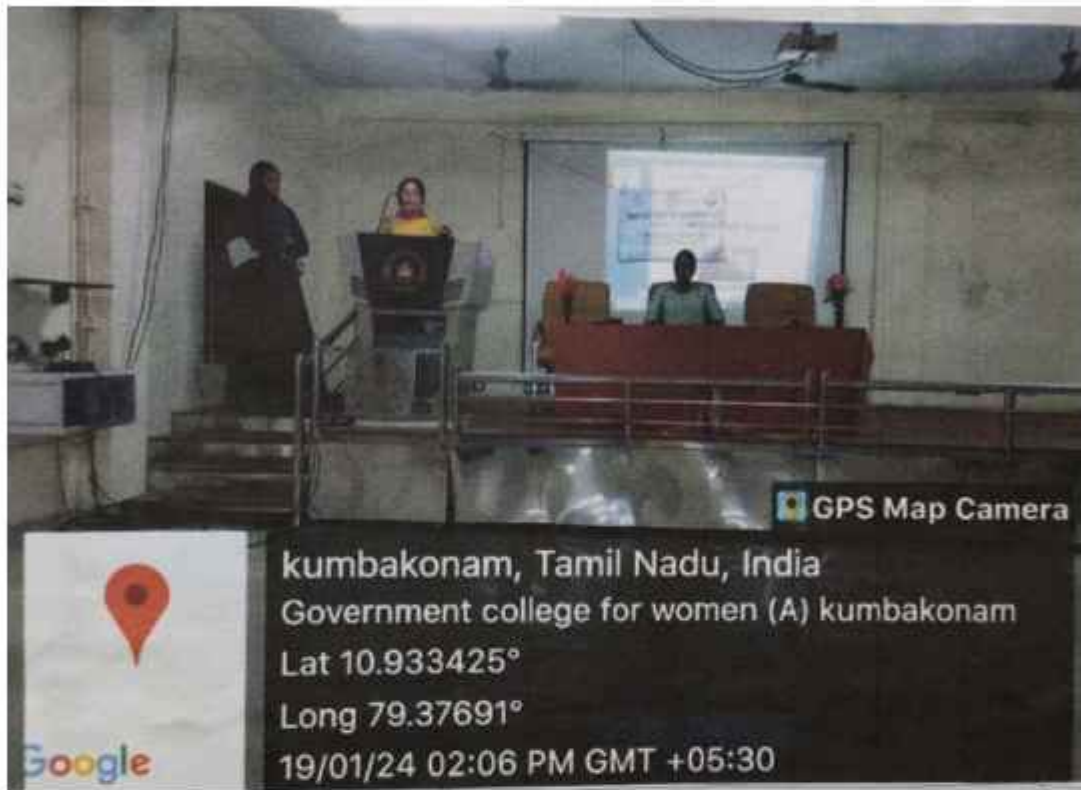 GPS Map Camera
kumbakonam, Tamil Nadu, India
Government college for women (A) kumbakonam
Lat 10.933425°
Long 79.37691°
19/01/24 02:06 PM GMT +05:30
Google